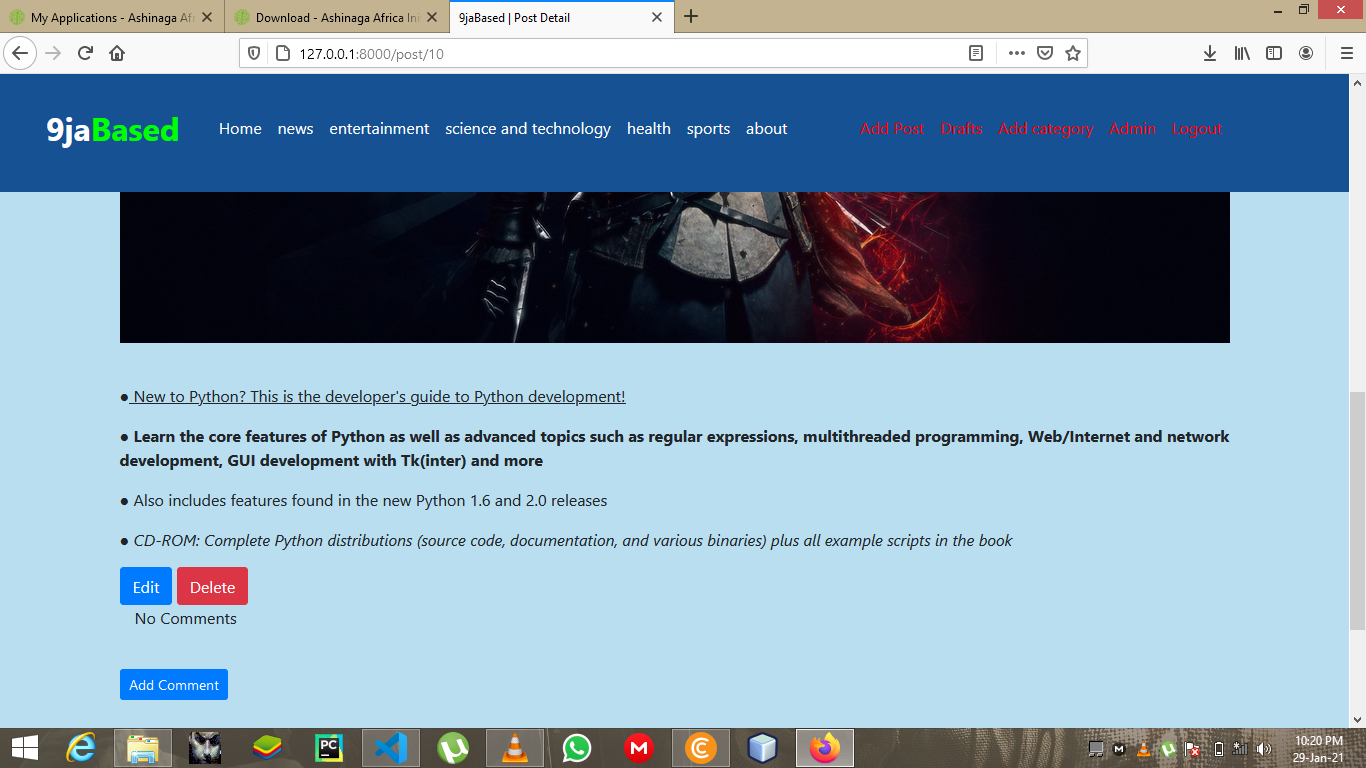 My Applications - Ashinaga Afr
Download - Ashinaga Africa Ini
9jaBased | Post Detail
127.0.0.1:8000/post/10
9jaBased
Home news entertainment science and technology health sports about
Add Post Drafts Add category Admin Logout
● New to Python? This is the developer's guide to Python development!
● Learn the core features of Python as well as advanced topics such as regular expressions, multithreaded programming, Web/Internet and network
development, GUI development with Tk(inter) and more
● Also includes features found in the new Python 1.6 and 2.0 releases
● CD-ROM: Complete Python distributions (source code, documentation, and various binaries) plus all example scripts in the book
Edit Delete
No Comments
Add Comment
PC
10:20 PM
29-Jan-21